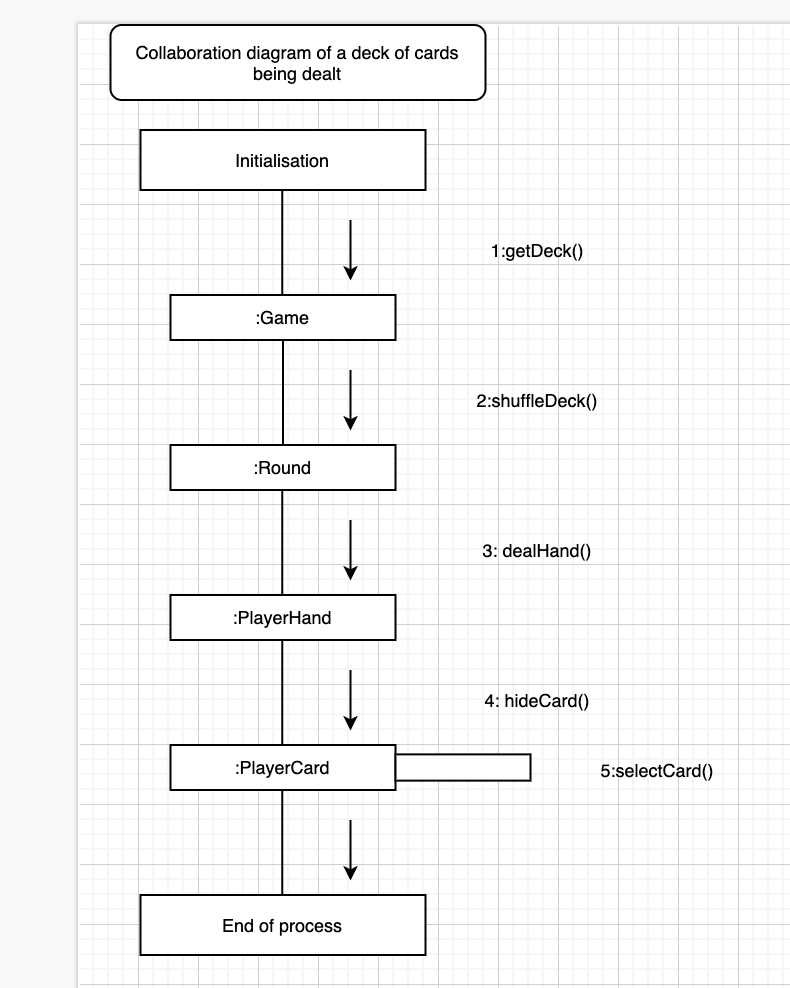 Collaboration diagram of a deck of cards
being dealt
Initialisation
1:getDeck()
:Game
2:shuffleDeck()
:Round
3: dealHand()
:PlayerHand
4: hideCard()
:PlayerCard
5:selectCard()
End of process